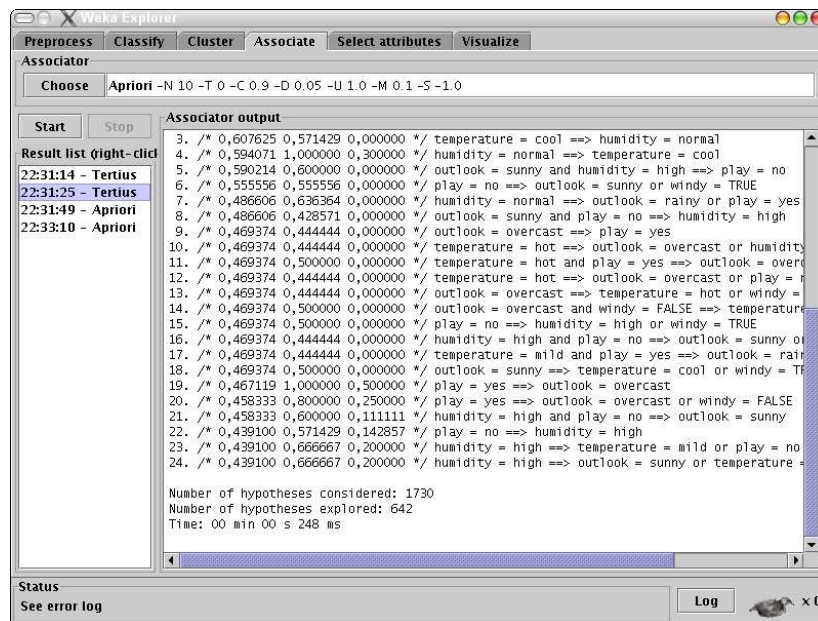 Weka Explorer
Preprocess Classify Cluster Associate Select attributes Visualize
Associator
Choose Apriori -N 10 -T 0 -C 0.9 -D 0.05 -U 1.0 -M 0.1 -S -1.0
Start Stop
Result list (right-click
22:31:14 - Tertius
22:31:25 - Tertius
22:31:49 - Apriori
22:33:10 - Apriori
Associator output
3. /* 0,607625 0,571429 0,000000 */ temperature = cool ==> humidity = normal
4. /* 0,594071 1,000000 0,300000 */ humidity = normal ==> temperature = cool
5. /* 0,590214 0,600000 0,000000 */ outlook = sunny and humidity = high ==> play = no
6. /* 0,555556 0,555556 0,000000 */ play = no ==> outlook = sunny or windy = TRUE
7. /* 0,486606 0,636364 0,000000 */ humidity = normal ==> outlook = rainy or play = yes
8. /* 0,486606 0,428571 0,000000 */ outlook = sunny and play = no ==> humidity = high
9. /* 0,469374 0,444444 0,000000 */ outlook = overcast ==> play = yes
10. /* 0,469374 0,444444 0,000000 */ temperature = hot ==> outlook = overcast or humidity
11. /* 0,469374 0,500000 0,000000 */ temperature = hot and play = yes ==> outlook = overc
12. /* 0,469374 0,444444 0,000000 */ temperature = hot ==> outlook = overcast or play = n
13. /* 0,469374 0,444444 0,000000 */ outlook = overcast ==> temperature = hot or windy =
14. /* 0,469374 0,500000 0,000000 */ outlook = overcast and windy = FALSE ==> temperature
15. /* 0,469374 0,500000 0,000000 */ play = no ==> humidity = high or windy = TRUE
16. /* 0,469374 0,444444 0,000000 */ humidity = high and play = no ==> outlook = sunny or
17. /* 0,469374 0,444444 0,000000 */ temperature = mild and play = yes ==> outlook = rain
18. /* 0,469374 0,500000 0,000000 */ outlook = sunny ==> temperature = cool or windy = TR
19. /* 0,467119 1,000000 0,500000 */ play = yes ==> outlook = overcast
20. /* 0,458333 0,800000 0,250000 */ play = yes ==> outlook = overcast or windy = FALSE
21. /* 0,458333 0,600000 0,111111 */ humidity = high and play = no ==> outlook = sunny
22. /* 0,439100 0,571429 0,142857 */ play = no ==> humidity = high
23. /* 0,439100 0,666667 0,200000 */ humidity = high ==> temperature = mild or play = no
24. /* 0,439100 0,666667 0,200000 */ humidity = high ==> outlook = sunny or temperature =
Number of hypotheses considered: 1730
Number of hypotheses explored: 642
Time: 00 min 00 s 248 ms
Status
See error log
Log
x 0